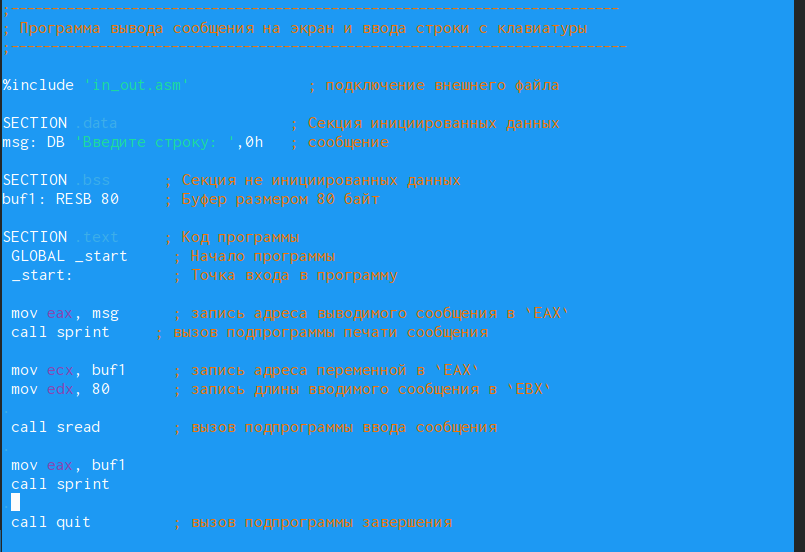 ;-------------------------------------------------------------------
; Программа вывода сообщения на экран и ввода строки с клавиатуры
;--------------------------------------------------------------------
%include 'in_out.asm' ; подключение внешнего файла
SECTION .data ; Секция инициированных данных
msg: DB 'Введите строку: ',0h ; сообщение
SECTION .bss ; Секция не инициированных данных
buf1: RESB 80 ; Буфер размером 80 байт
SECTION .text ; Код программы
GLOBAL _start ; Начало программы
_start: ; Точка входа в программу
mov eax, msg ; запись адреса выводимого сообщения в `EAX`
call sprint ; вызов подпрограммы печати сообщения
mov ecx, buf1 ; запись адреса переменной в `EAX`
mov edx, 80 ; запись длины вводимого сообщения в `EBX`
call sread ; вызов подпрограммы ввода сообщения
mov eax, buf1
call sprint
call quit ; вызов подпрограммы завершения